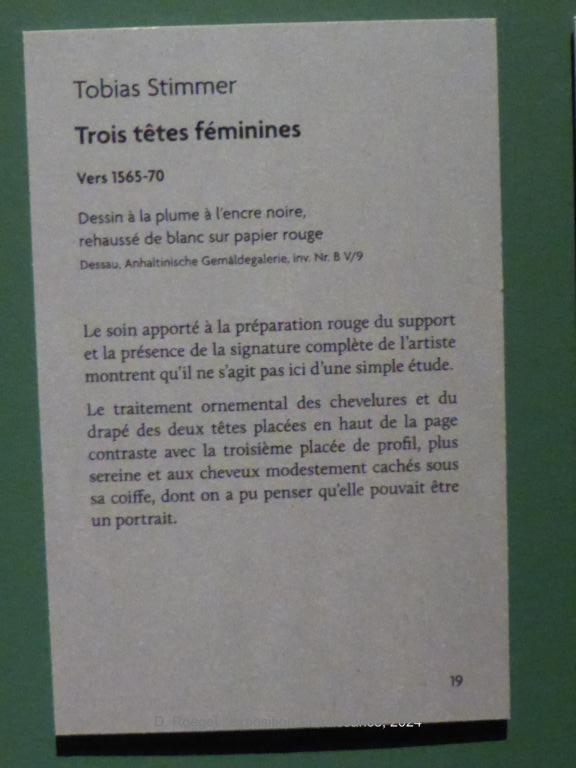 Tobias Stimmer
Trois têtes féminines
Vers 1565-70
Dessin à la plume à l'encre noire,
rehaussé de blanc sur papier rouge
Dessau, Anhaltinische Gemäldegalerie, inv. Nr. B V/9
Le soin apporté à la préparation rouge du support
et la présence de la signature complète de l'artiste
montrent qu'il ne s'agit pas ici d'une simple étude.
Le traitement ornemental des chevelures et du
drapé des deux têtes placées en haut de la page
contraste avec la troisième placée de profil, plus
sereine et aux cheveux modestement cachés sous
sa coiffe, dont on a pu penser qu'elle pouvait être
un portrait.
19
D. Roegel 2024